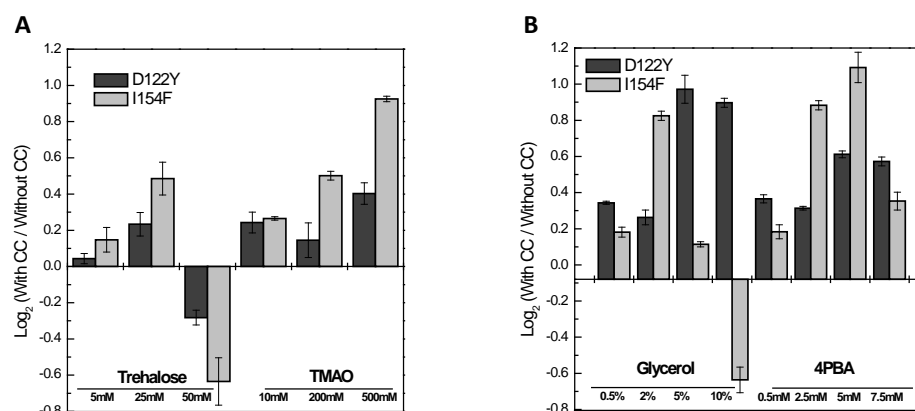 A
Log₂ (With CC / Without CC)
1.2
1.0
0.8
0.6
0.4
0.2
0.0
-0.2
-0.4
-0.6
-0.8
D122Y
I154F
Trehalose
TMAO
5mM 25mM 50mM 10mM 200mM 500mM
B
Log₂ (With CC / Without CC)
1.2
1.0
0.8
0.6
0.4
0.2
0.0
-0.2
-0.4
-0.6
-0.8
D122Y
I154F
Glycerol
4PBA
0.5% 2% 5% 10% 0.5mM 2.5mM 5mM 7.5mM